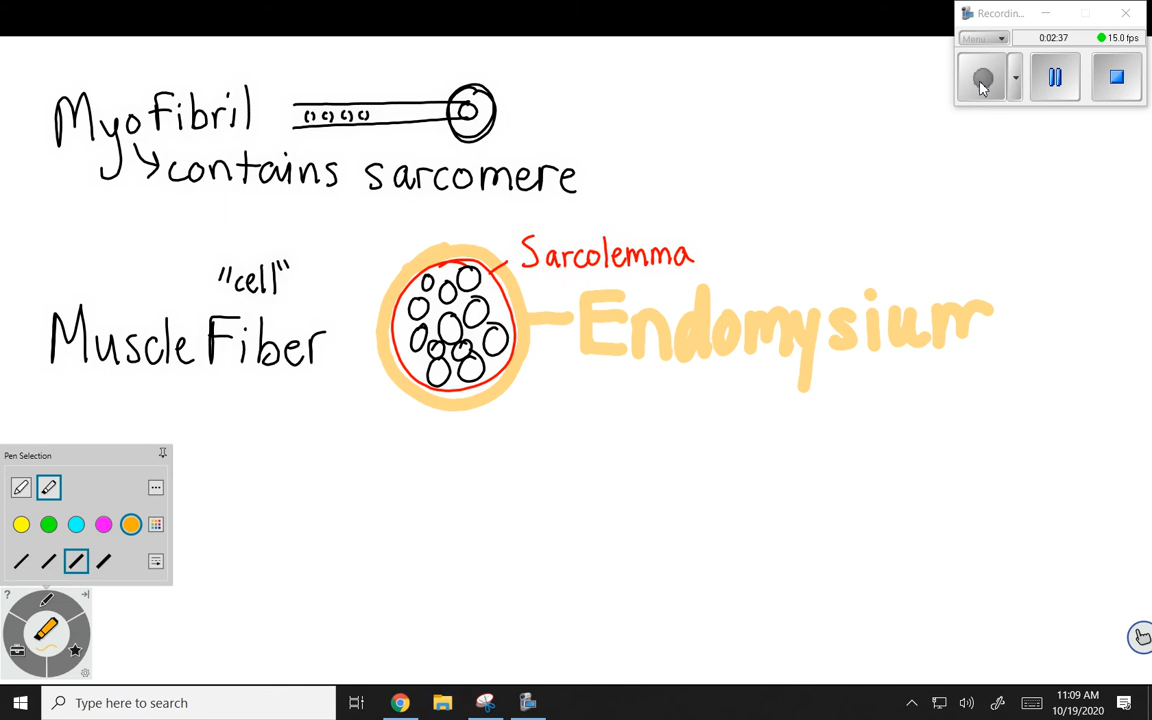 Recordin...
Menu
0:02:37
15.0 fps
Myofibril
contains sarcomere
"cell"
Sarcolemma
Muscle Fiber
Endomysium
Pen Selection
...
?
Type here to search
11:09 AM
10/19/2020